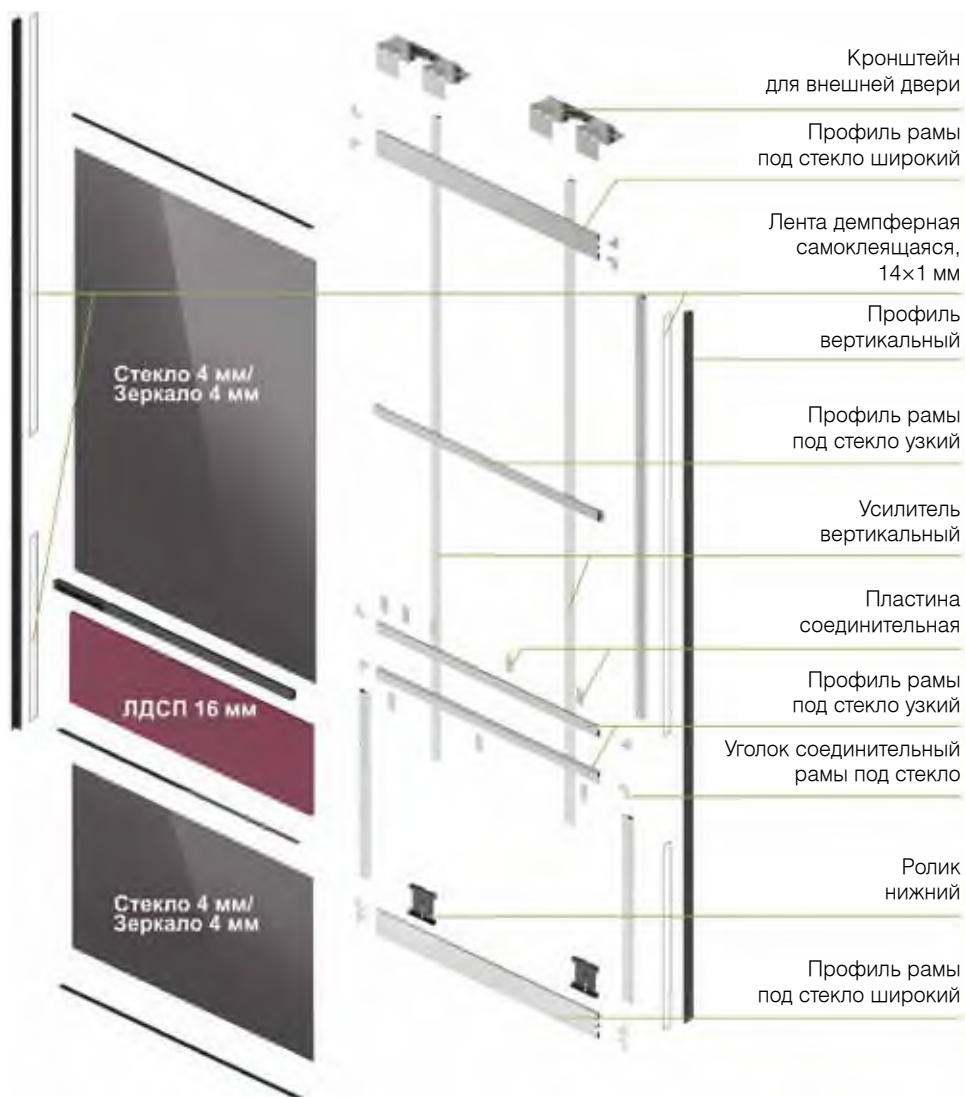 Кронштейн
для внешней двери
Профиль рамы
под стекло широкий
Лента демпферная
самоклеящаяся,
14×1 мм
Профиль
вертикальный
Стекло 4 мм/
Зеркало 4 мм
Профиль рамы
под стекло узкий
Усилитель
вертикальный
Пластина
соединительная
ЛДСП 16 мм
Профиль рамы
под стекло узкий
Уголок соединительный
рамы под стекло
Стекло 4 мм/
Зеркало 4 мм
Ролик
нижний
Профиль рамы
под стекло широкий